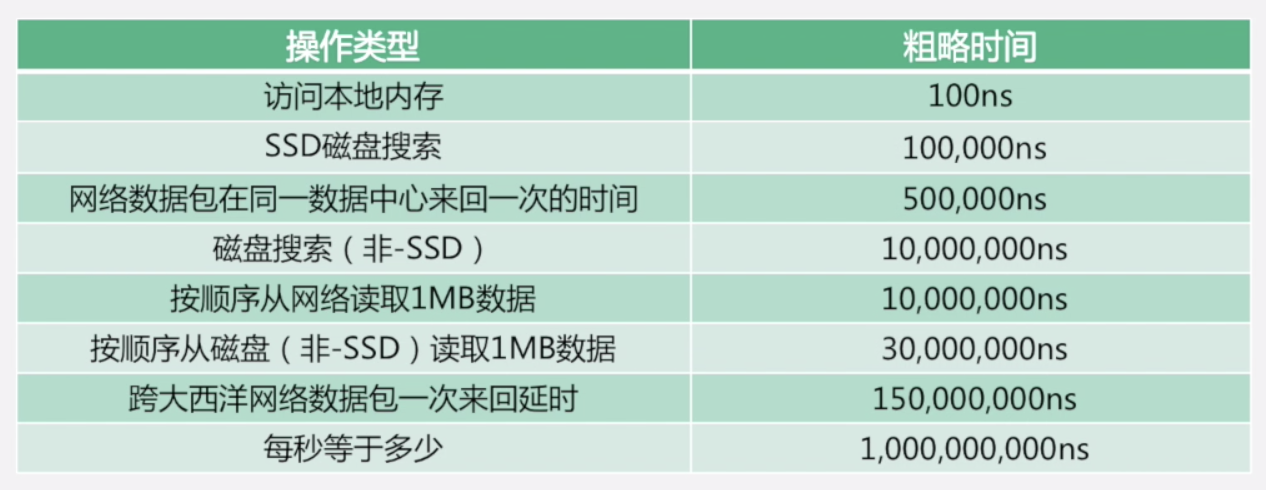 操作类型 粗略时间
访问本地内存 100ns
SSD磁盘搜索 100,000ns
网络数据包在同一数据中心来回一次的时间 500,000ns
磁盘搜索（非-SSD） 10,000,000ns
按顺序从网络读取1MB数据 10,000,000ns
按顺序从磁盘（非-SSD）读取1MB数据 30,000,000ns
跨大西洋网络数据包一次来回延时 150,000,000ns
每秒等于多少 1,000,000,000ns